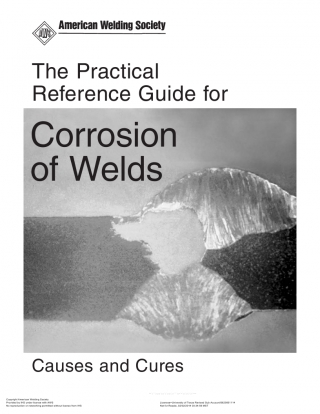 American Welding Society
The Practical
Reference Guide for
Corrosion
of Welds
Causes and Cures